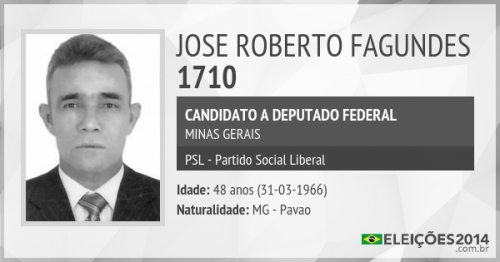 JOSE ROBERTO FAGUNDES
1710
CANDIDATO A DEPUTADO FEDERAL
MINAS GERAIS
PSL - Partido Social Liberal
Idade: 48 anos (31-03-1966)
Naturalidade: MG - Pavao
ELEIÇÕES2014
.com.br